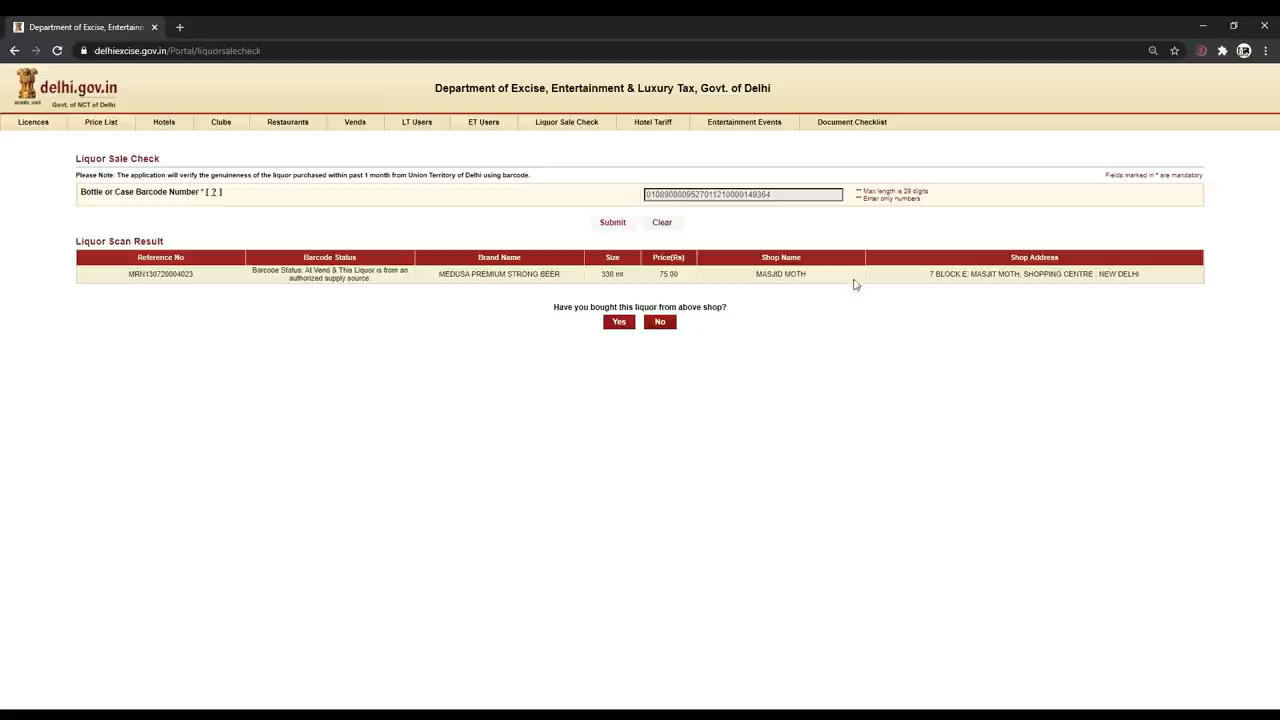 Department of Excise, Entertainn
delhiexcise.gov.in/Portal/liquorsalecheck
delhi.gov.in
Govt. of NCT of Delhi
Department of Excise, Entertainment & Luxury Tax, Govt. of Delhi
Licences Price List Hotels Clubs Restaurants Vends LT Users ET Users Liquor Sale Check Hotel Tariff Entertainment Events Document Checklist
Liquor Sale Check
Please Note: The application will verify the genuineness of the liquor purchased within past 1 month from Union Territory of Delhi using barcode. Fields marked in * are mandatory
Bottle or Case Barcode Number * [ ? ] 0108908009527011210000149364 ** Max length is 29 digits
** Enter only numbers
Submit Clear
Liquor Scan Result
Reference No Barcode Status Brand Name Size Price(Rs) Shop Name Shop Address
MRN130720004023 Barcode Status: At Vend & This Liquor is from an authorized supply source. MEDUSA PREMIUM STRONG BEER 330 ml 75.00 MASJID MOTH 7 BLOCK E, MASJIT MOTH, SHOPPING CENTRE , NEW DELHI
Have you bought this liquor from above shop?
Yes No